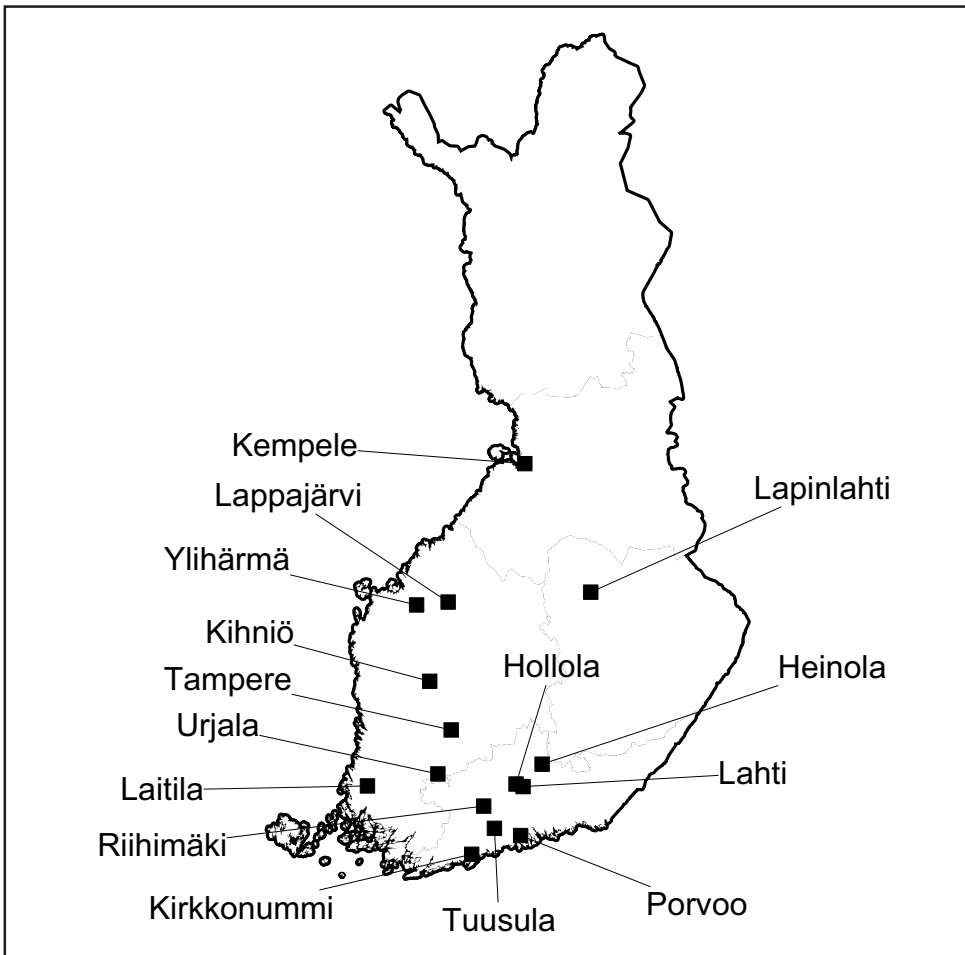 Kempele
Lappajärvi
Lapinlahti
Ylihärmä
Kihniö
Hollola
Heinola
Tampere
Urjala
Laitila
Lahti
Riihimäki
Kirkkonummi
Tuusula
Porvoo